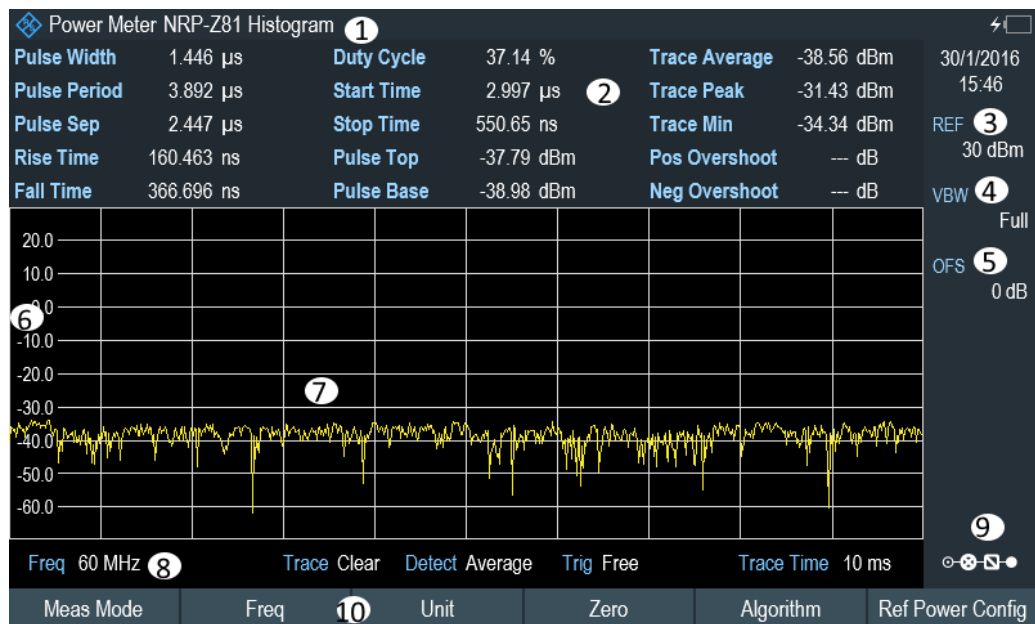 Power Meter NRP-Z81 Histogram 1
Pulse Width 1.446 µs Duty Cycle 37.14 % Trace Average -38.56 dBm 30/1/2016
Pulse Period 3.892 µs Start Time 2.997 µs 2 Trace Peak -31.43 dBm 15:46
Pulse Sep 2.447 µs Stop Time 550.65 ns Trace Min -34.34 dBm REF 3
Rise Time 160.463 ns Pulse Top -37.79 dBm Pos Overshoot --- dB 30 dBm
Fall Time 366.696 ns Pulse Base -38.98 dBm Neg Overshoot --- dB VBW 4
Full
20.0
10.0 OFS 5
0.0 0 dB
6
-10.0
-20.0
7
-30.0
-40.0
-50.0
-60.0
9
Freq 60 MHz 8 Trace Clear Detect Average Trig Free Trace Time 10 ms
Meas Mode Freq 10 Unit Zero Algorithm Ref Power Config